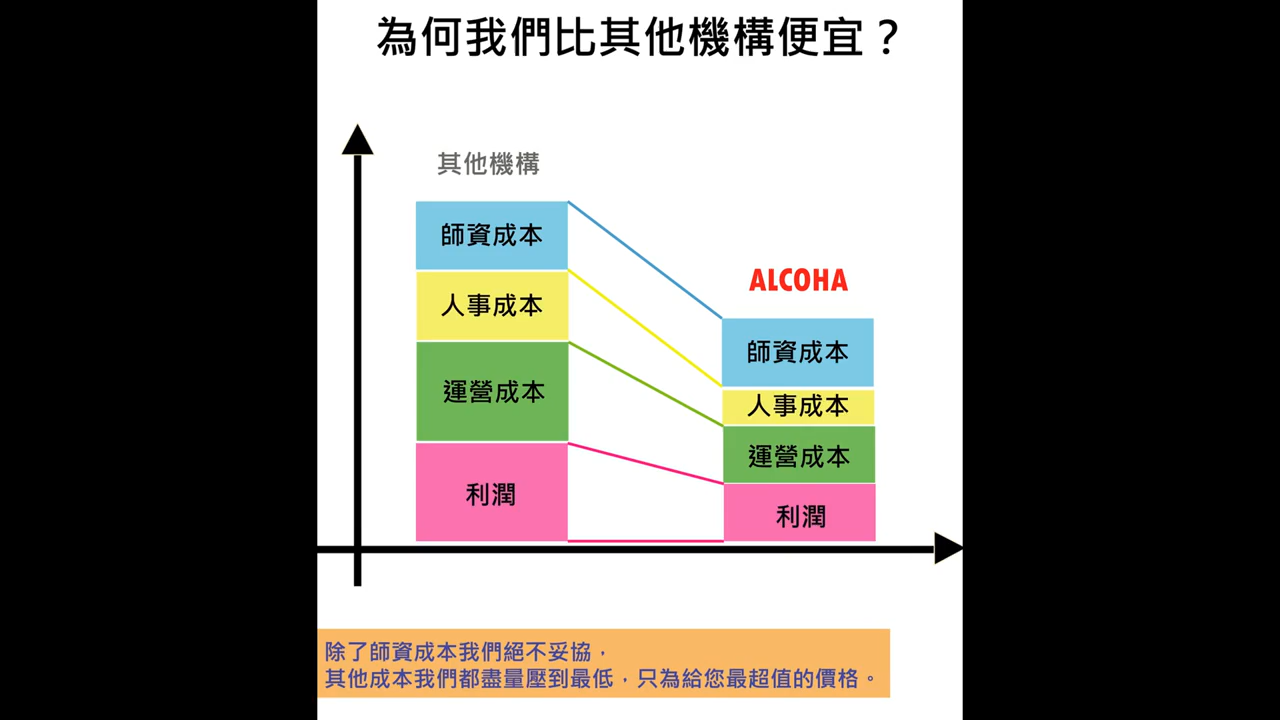 為何我們比其他機構便宜？
其他機構
師資成本
人事成本
運營成本
利潤
ALCOHA
師資成本
人事成本
運營成本
利潤
除了師資成本我們絕不妥協，
其他成本我們都盡量壓到最低，只為給您最超值的價格。